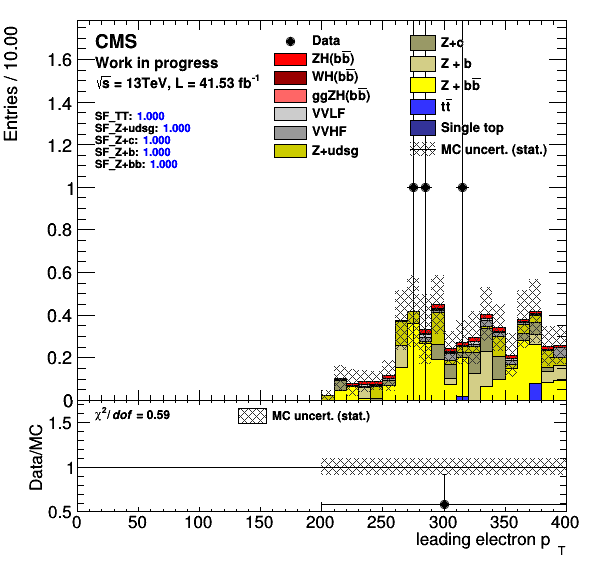 Entries / 10.00
CMS
Work in progress
√s = 13TeV, L = 41.53 fb⁻¹
SF_TT: 1.000
SF_Z+udsg: 1.000
SF_Z+c: 1.000
SF_Z+b: 1.000
SF_Z+bb: 1.000
Data
ZH(bb̅)
WH(bb̅)
ggZH(bb̅)
VVLF
VVHF
Z+udsg
Z+c
Z + b
Z + bb̅
tt̅
Single top
MC uncert. (stat.)
1.6
1.4
1.2
1
0.8
0.6
0.4
0.2
0
Data/MC
χ²/dof = 0.59
MC uncert. (stat.)
1.5
1
0.5
0 50 100 150 200 250 300 350 400
leading electron p_T